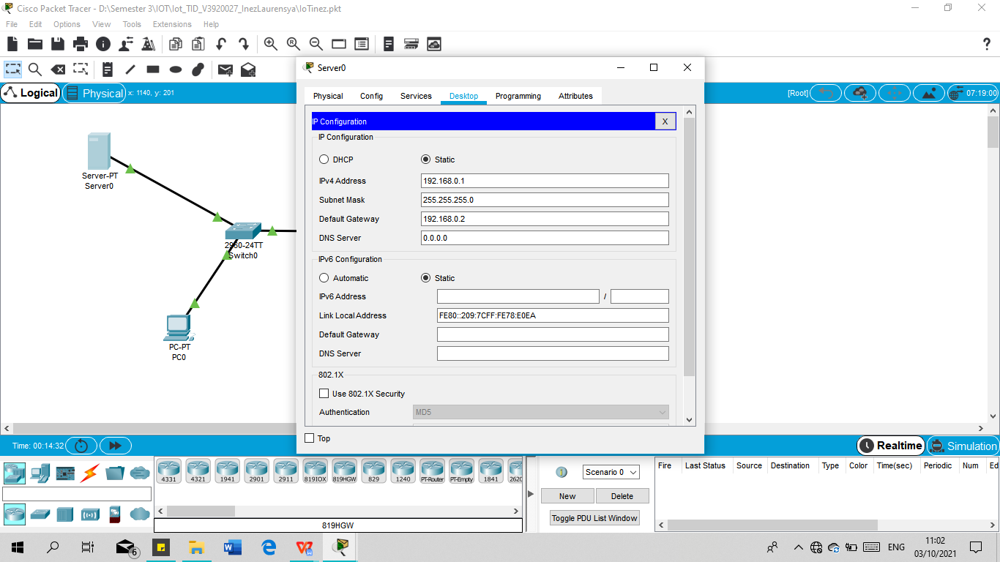 Cisco Packet Tracer - D:\Semester 3\IOT\Iot_TID_V3920027_InezLaurensya\IoTinez.pkt
File Edit Options View Tools Extensions Help
?
Logical Physical x: 1140, y: 201
[Root] 07:19:00
Server-PT
Server0
2960-24TT
Switch0
PC-PT
PC0
Server0
Physical Config Services Desktop Programming Attributes
IP Configuration X
IP Configuration
DHCP Static
IPv4 Address 192.168.0.1
Subnet Mask 255.255.255.0
Default Gateway 192.168.0.2
DNS Server 0.0.0.0
IPv6 Configuration
Automatic Static
IPv6 Address /
Link Local Address FE80::209:7CFF:FE78:E0EA
Default Gateway
DNS Server
802.1X
Use 802.1X Security
Authentication MD5
Top
Time: 00:14:32
Realtime Simulation
4331 4321 1941 2901 2911 819IOX 819HGW 829 1240 PT-Router PT-Empty 1841 2620
819HGW
Scenario 0
New Delete
Toggle PDU List Window
Fire Last Status Source Destination Type Color Time(sec) Periodic Num Ed
6
ENG
11:02
03/10/2021